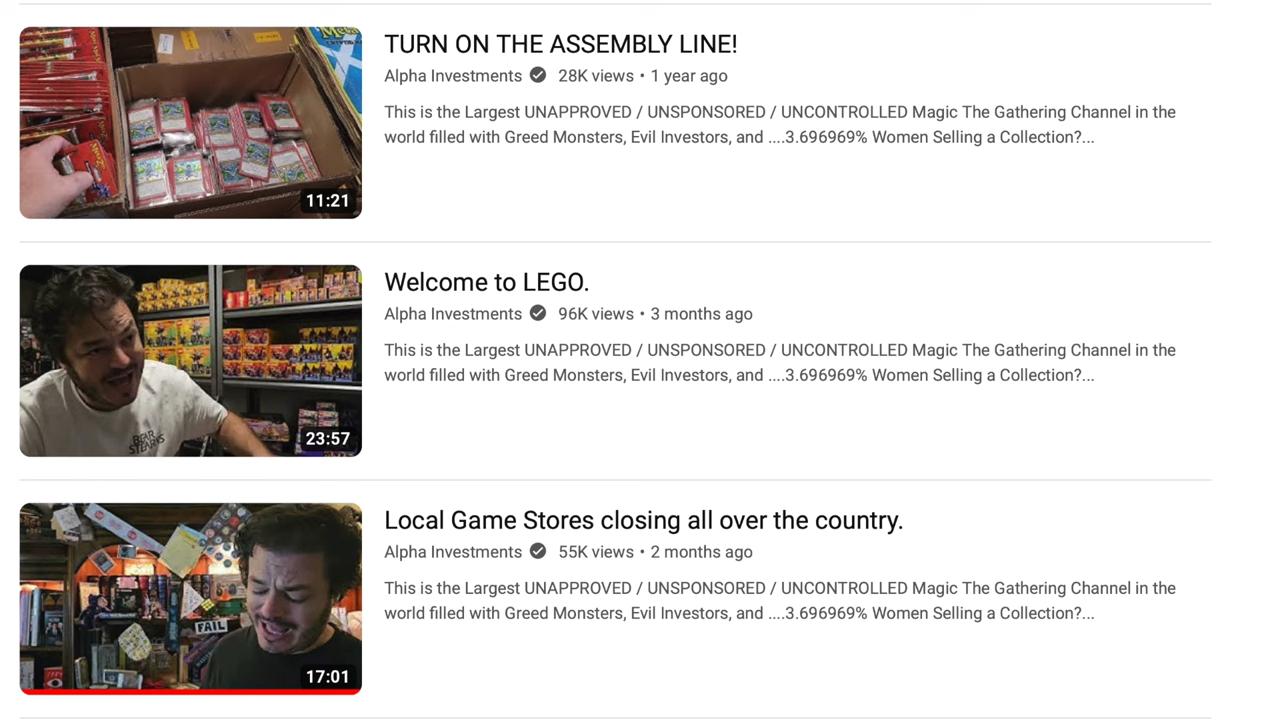 TURN ON THE ASSEMBLY LINE!
Alpha Investments 28K views • 1 year ago
This is the Largest UNAPPROVED / UNSPONSORED / UNCONTROLLED Magic The Gathering Channel in the
world filled with Greed Monsters, Evil Investors, and ....3.696969% Women Selling a Collection?...
11:21
Welcome to LEGO.
Alpha Investments 96K views • 3 months ago
This is the Largest UNAPPROVED / UNSPONSORED / UNCONTROLLED Magic The Gathering Channel in the
world filled with Greed Monsters, Evil Investors, and ....3.696969% Women Selling a Collection?...
BEAR
STEARNS
23:57
Local Game Stores closing all over the country.
Alpha Investments 55K views • 2 months ago
This is the Largest UNAPPROVED / UNSPONSORED / UNCONTROLLED Magic The Gathering Channel in the
world filled with Greed Monsters, Evil Investors, and ....3.696969% Women Selling a Collection?...
FAIL
17:01